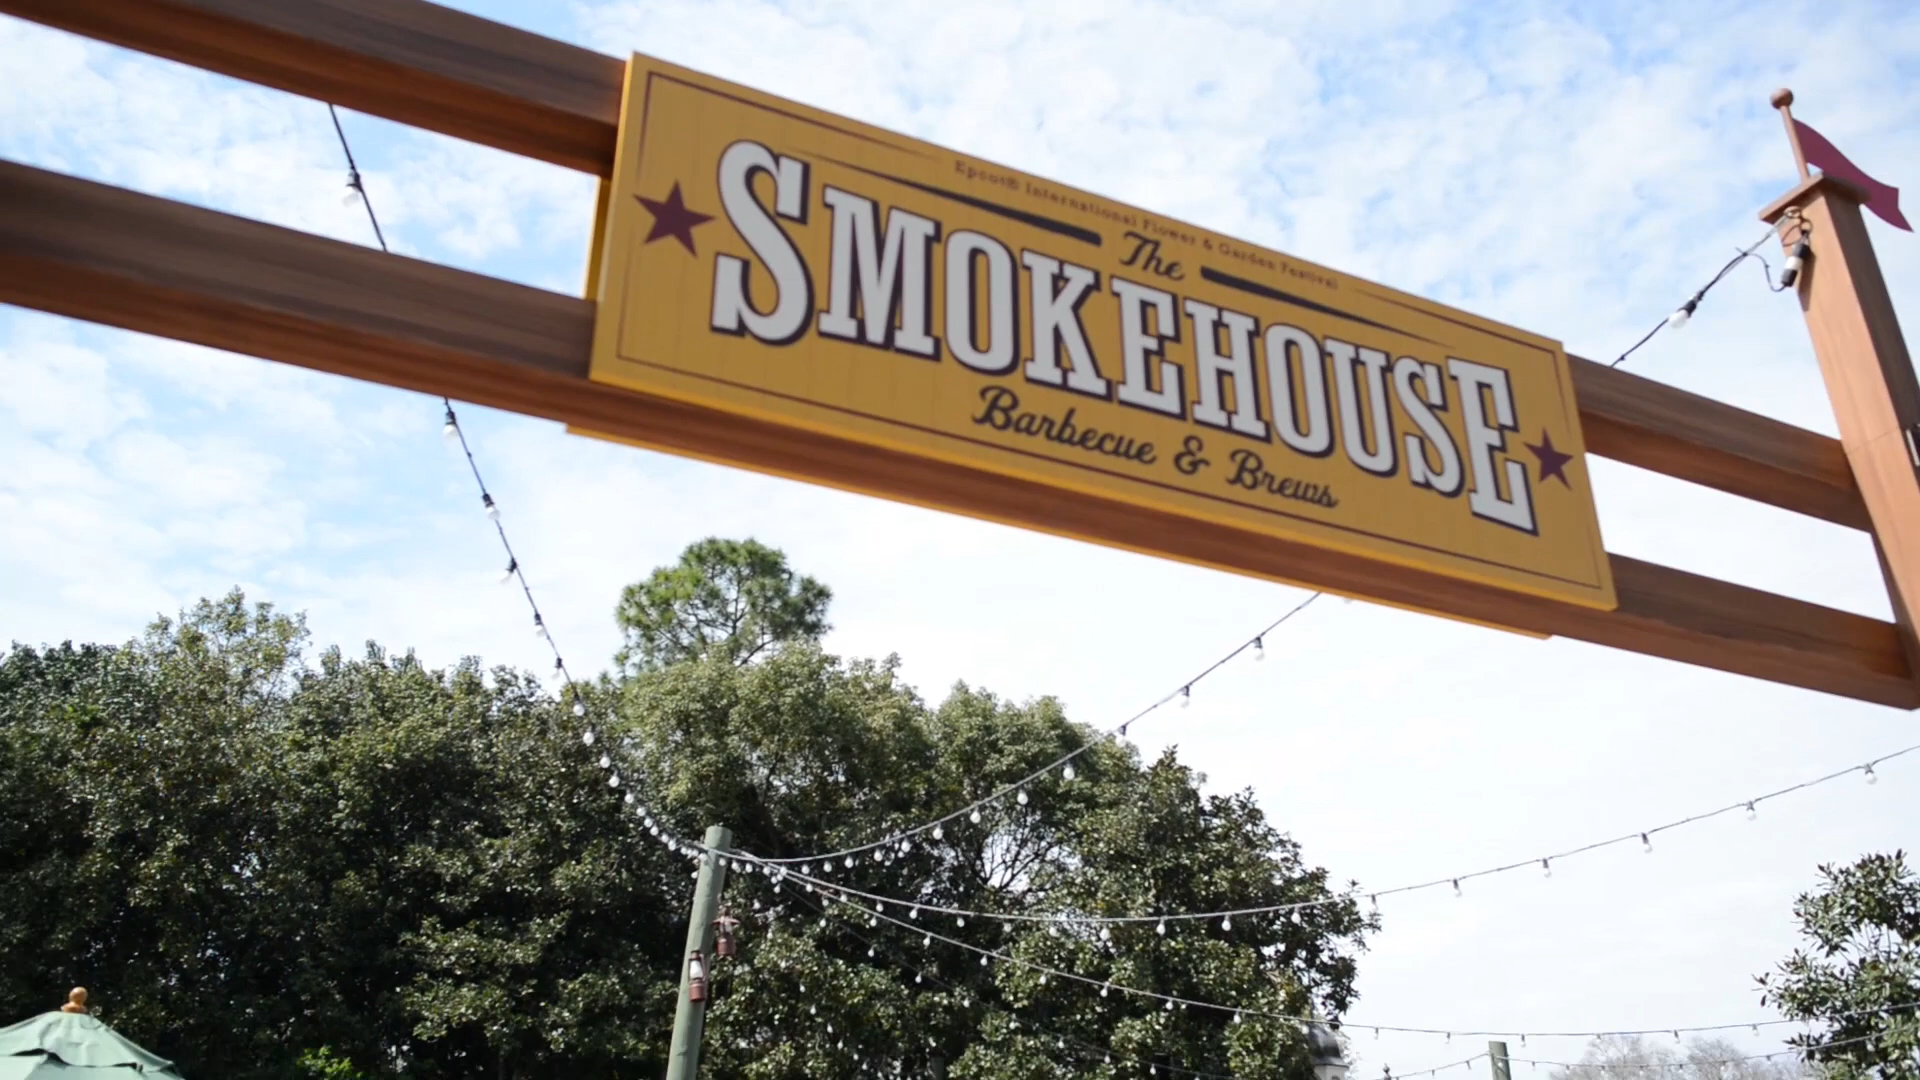 Epcot® International Flower & Garden Festival
The
SMOKEHOUSE
Barbecue & Brews